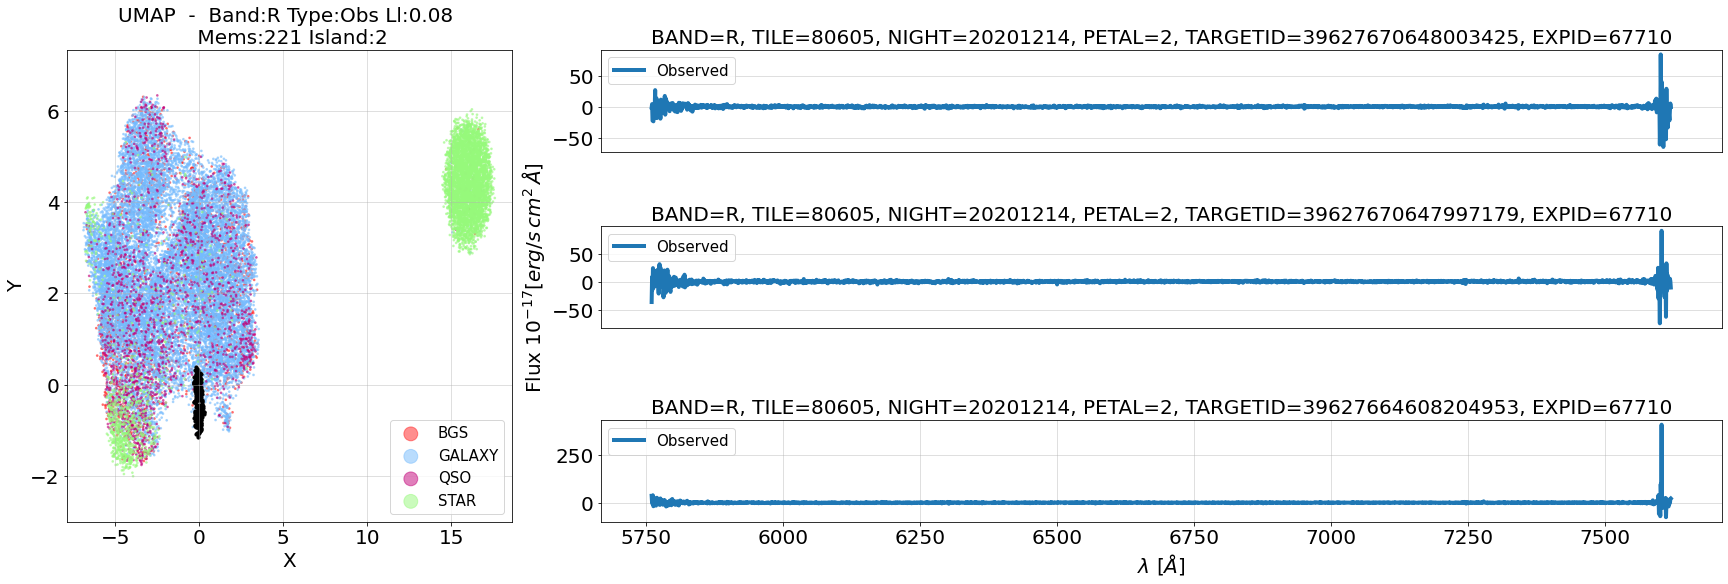 UMAP - Band:R Type:Obs Ll:0.08
Mems:221 Island:2
6
4
2
0
−2
Y
−5
0
5
10
15
X
BGS
GALAXY
QSO
STAR
Flux 10^{-17}[erg/s cm^2 Å]
BAND=R, TILE=80605, NIGHT=20201214, PETAL=2, TARGETID=39627670648003425, EXPID=67710
Observed
50
0
−50
BAND=R, TILE=80605, NIGHT=20201214, PETAL=2, TARGETID=39627670647997179, EXPID=67710
Observed
50
0
−50
BAND=R, TILE=80605, NIGHT=20201214, PETAL=2, TARGETID=39627664608204953, EXPID=67710
Observed
250
0
5750
6000
6250
6500
6750
7000
7250
7500
λ [Å]